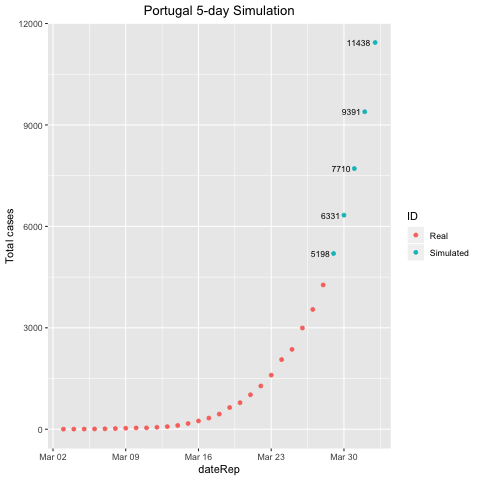 Portugal 5-day Simulation
Total cases
12000
9000
6000
3000
0
11438
9391
7710
6331
5198
Mar 02
Mar 09
Mar 16
Mar 23
Mar 30
dateRep
ID
Real
Simulated